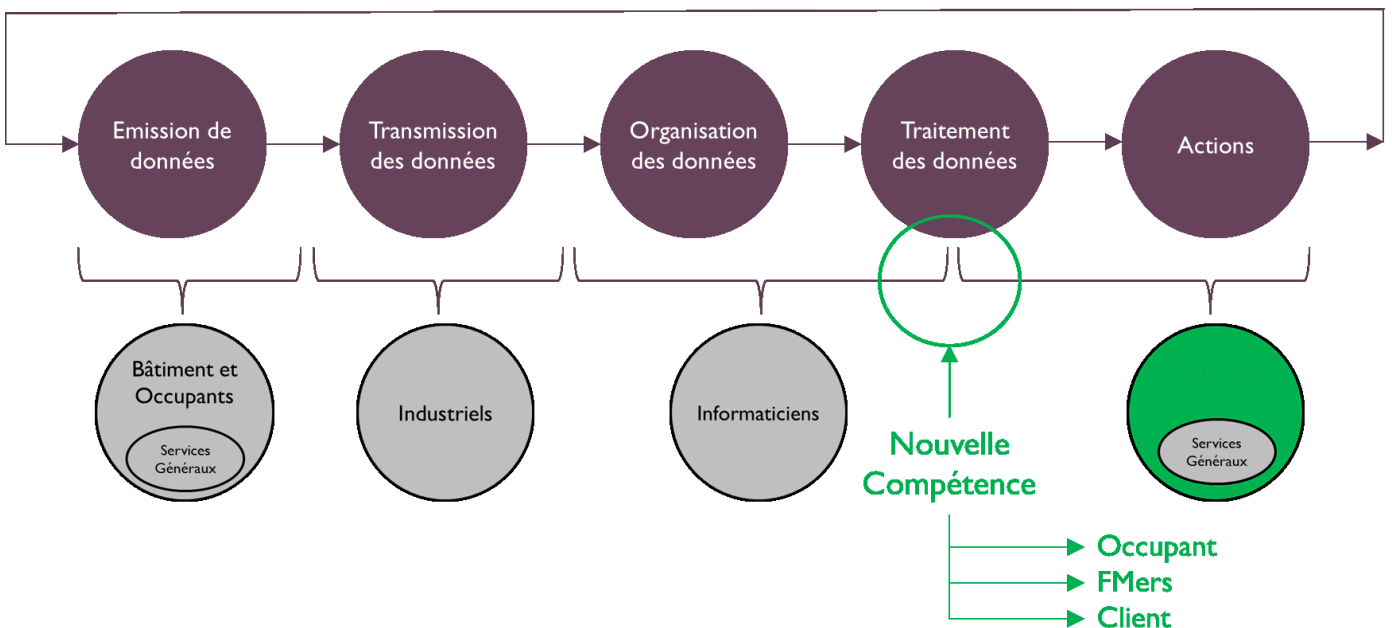 Emission de
données
Transmission
des données
Organisation
des données
Traitement
des données
Actions
Bâtiment et
Occupants
Services
Généraux
Industriels
Informaticiens
Services
Généraux
Nouvelle
Compétence
Occupant
FMers
Client